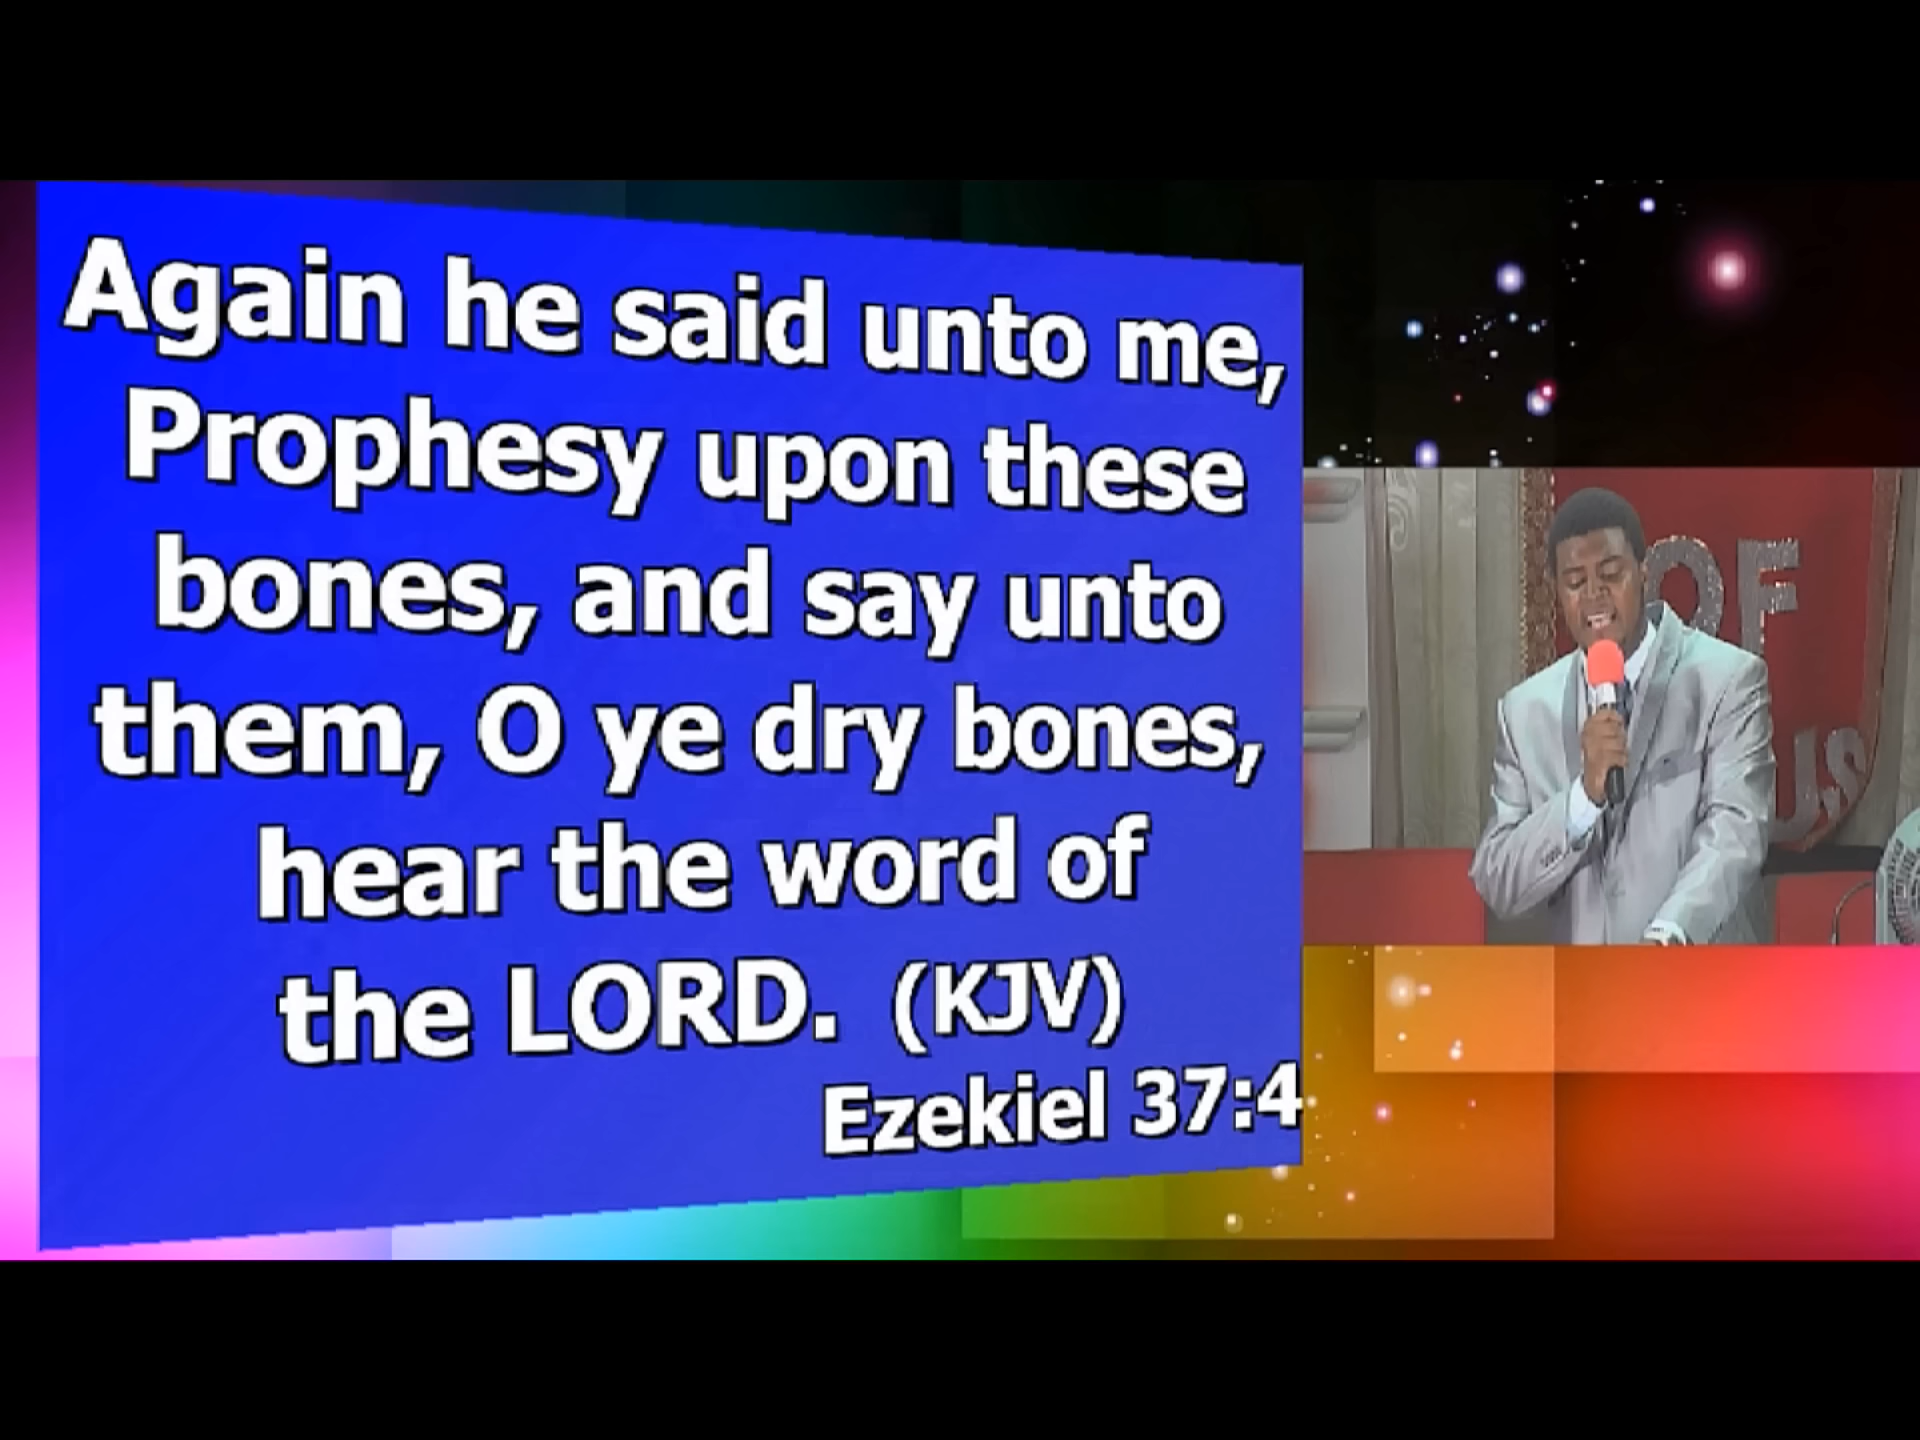 Again he said unto me,
Prophesy upon these
bones, and say unto
them, O ye dry bones,
hear the word of
the LORD. (KJV)
Ezekiel 37:4
OF